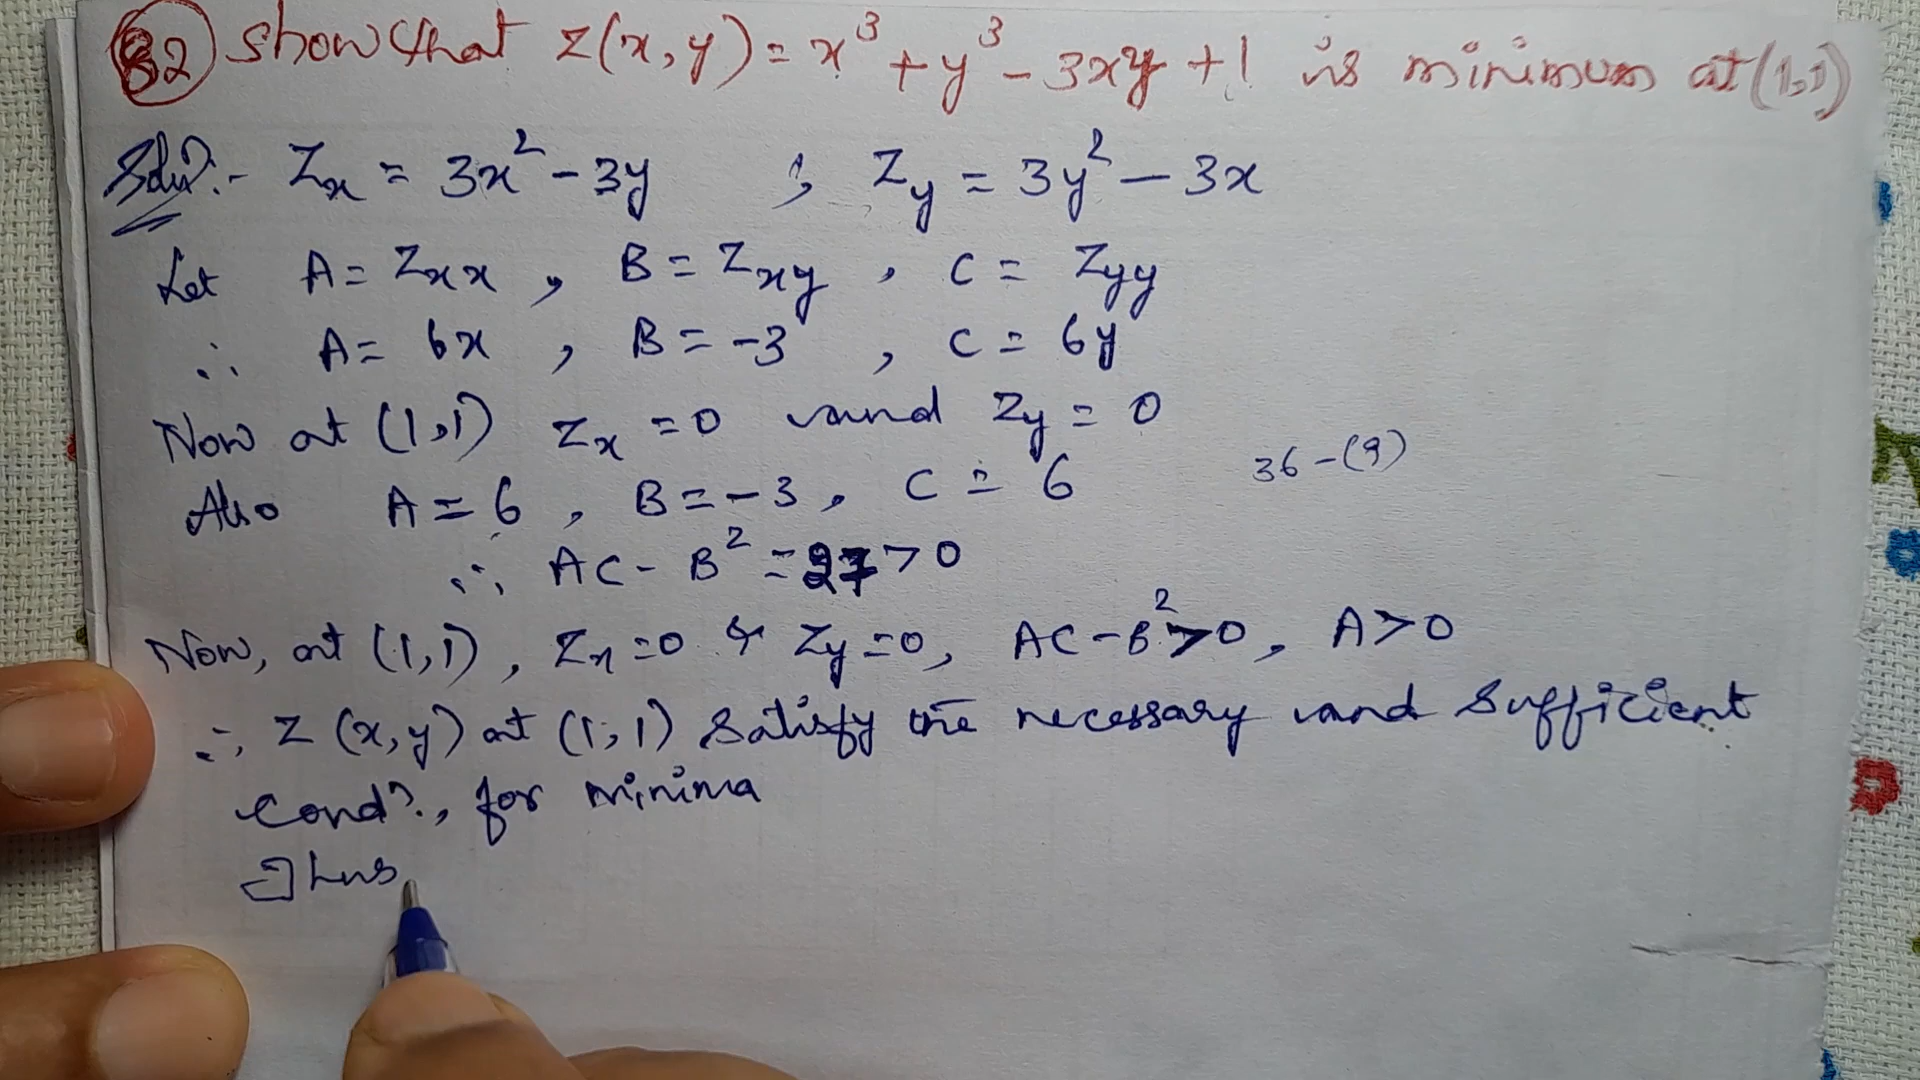 Q2) Show that z(x,y) = x³ + y³ - 3xy + 1 is minimum at (1,1)
Solⁿ:- Zx = 3x² - 3y ; Zy = 3y² - 3x
Let A = Zxx , B = Zxy , C = Zyy
∴ A = 6x , B = -3 , C = 6y
Now at (1,1) Zx = 0 and Zy = 0
36-(9)
Also A = 6 , B = -3 , C = 6
∴ AC - B² = 27 > 0
Now, at (1,1), Zx = 0 & Zy = 0, AC - B² > 0, A > 0
∴ Z (x,y) at (1,1) satisfy the necessary and sufficient
condⁿ., for minima
Thus